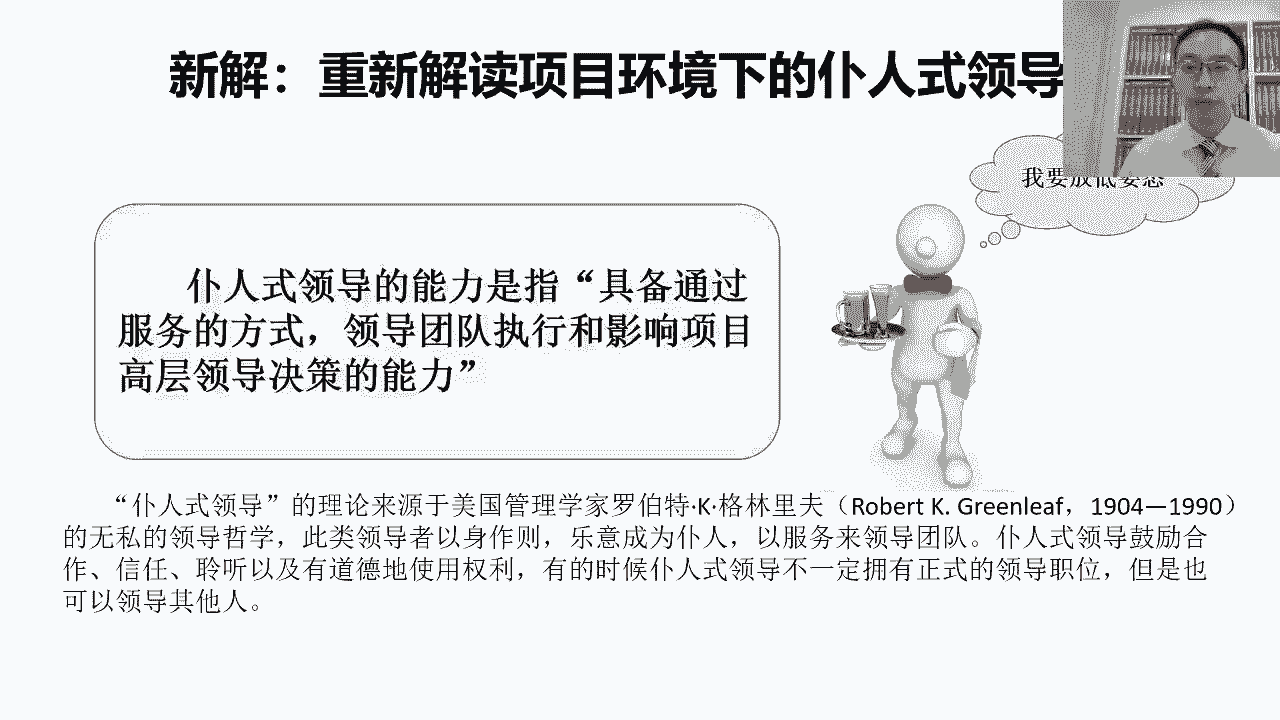 新解：重新解读项目环境下的仆人式领导
我要放低姿态
仆人式领导的能力是指“具备通过
服务的方式，领导团队执行和影响项目
高层领导决策的能力”
“仆人式领导”的理论来源于美国管理学家罗伯特·K·格林里夫（Robert K. Greenleaf，1904—1990）
的无私的领导哲学，此类领导者以身作则，乐意成为仆人，以服务来领导团队。仆人式领导鼓励合
作、信任、聆听以及有道德地使用权利，有的时候仆人式领导不一定拥有正式的领导职位，但是也
可以领导其他人。